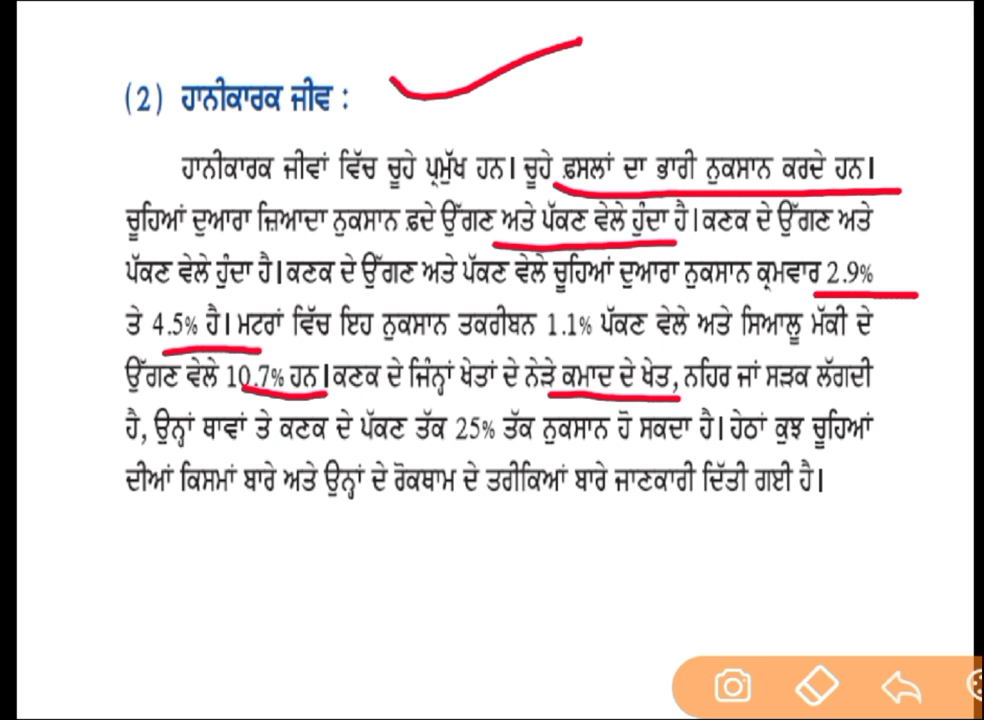 (2) ਹਾਨੀਕਾਰਕ ਜੀਵ :
ਹਾਨੀਕਾਰਕ ਜੀਵਾਂ ਵਿੱਚ ਚੂਹੇ ਪ੍ਰਮੁੱਖ ਹਨ। ਚੂਹੇ ਫ਼ਸਲਾਂ ਦਾ ਭਾਰੀ ਨੁਕਸਾਨ ਕਰਦੇ ਹਨ।
ਚੂਹਿਆਂ ਦੁਆਰਾ ਜ਼ਿਆਦਾ ਨੁਕਸਾਨ ਫ਼ਦੇ ਉੱਗਣ ਅਤੇ ਪੱਕਣ ਵੇਲੇ ਹੁੰਦਾ ਹੈ। ਕਣਕ ਦੇ ਉੱਗਣ ਅਤੇ
ਪੱਕਣ ਵੇਲੇ ਹੁੰਦਾ ਹੈ। ਕਣਕ ਦੇ ਉੱਗਣ ਅਤੇ ਪੱਕਣ ਵੇਲੇ ਚੂਹਿਆਂ ਦੁਆਰਾ ਨੁਕਸਾਨ ਕ੍ਰਮਵਾਰ 2.9%
ਤੇ 4.5% ਹੈ। ਮਟਰਾਂ ਵਿੱਚ ਇਹ ਨੁਕਸਾਨ ਤਕਰੀਬਨ 1.1% ਪੱਕਣ ਵੇਲੇ ਅਤੇ ਸਿਆਲੂ ਮੱਕੀ ਦੇ
ਉੱਗਣ ਵੇਲੇ 10.7% ਹਨ। ਕਣਕ ਦੇ ਜਿੰਨ੍ਹਾਂ ਖੇਤਾਂ ਦੇ ਨੇੜੇ ਕਮਾਦ ਦੇ ਖੇਤ, ਨਹਿਰ ਜਾਂ ਸੜਕ ਲੱਗਦੀ
ਹੈ, ਉਨ੍ਹਾਂ ਥਾਵਾਂ ਤੇ ਕਣਕ ਦੇ ਪੱਕਣ ਤੱਕ 25% ਤੱਕ ਨੁਕਸਾਨ ਹੋ ਸਕਦਾ ਹੈ। ਹੇਠਾਂ ਕੁਝ ਚੂਹਿਆਂ
ਦੀਆਂ ਕਿਸਮਾਂ ਬਾਰੇ ਅਤੇ ਉਨ੍ਹਾਂ ਦੇ ਰੋਕਥਾਮ ਦੇ ਤਰੀਕਿਆਂ ਬਾਰੇ ਜਾਣਕਾਰੀ ਦਿੱਤੀ ਗਈ ਹੈ।